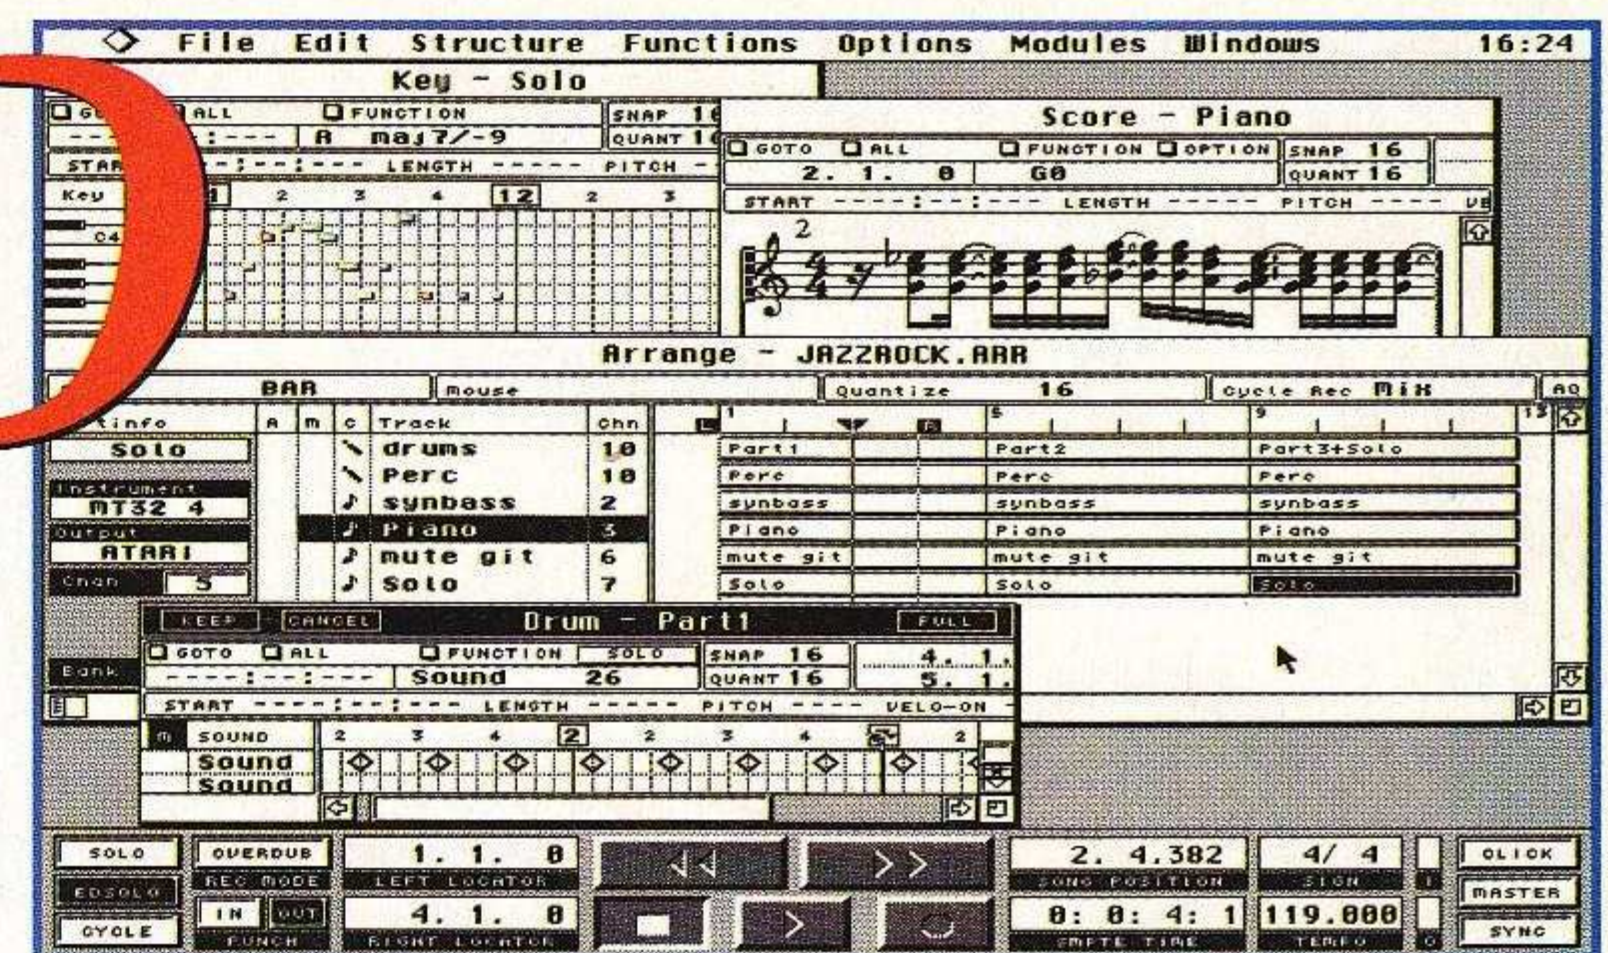 File Edit Structure Functions Options Modules Windows 16:24
Key - Solo
ALL FUNCTION SNAP 16
A maj7/-9 QUANT 16
LENGTH ----- PITCH -
Key 2 3 4 12 2 3
C4
Score - Piano
GOTO ALL FUNCTION OPTION SNAP 16
2. 1. 0 G0 QUANT 16
START ----:--:--- LENGTH ----- PITCH ----
2
4
4
Arrange - JAZZROCK.ARR
BAR Mouse Quantize 16 Cycle Rec Mix AQ
A M C Track Chn 1 5 9 13
Solo
Instrument
MT32 4
Output
ATARI
Chan 5
Bank
drums 10 Part1 Part2 Part3+Solo
Perc 10 Perc Perc Perc
synbass 2 synbass synbass synbass
Piano 3 Piano Piano Piano
mute git 6 mute git mute git mute git
Solo 7 Solo Solo Solo
KEEP CANCEL Drum - Part1 FULL
GOTO ALL FUNCTION SOLO SNAP 16 4. 1.
----:--:--- Sound 26 QUANT 16 5. 1.
START ----:--:--- LENGTH ----- PITCH ---- VELO-ON
M SOUND 2 3 4 2 2 3 4 2
Sound
Sound
SOLO OVERDUB 1. 1. 0 2. 4.382 4/ 4 CLICK
EDSOLO REC MODE LEFT LOCATOR SONG POSITION SIGN MASTER
CYCLE IN OUT 4. 1. 0 0: 0: 4: 1 119.000 SYNC
PUNCH RIGHT LOCATOR SMPTE TIME TEMPO